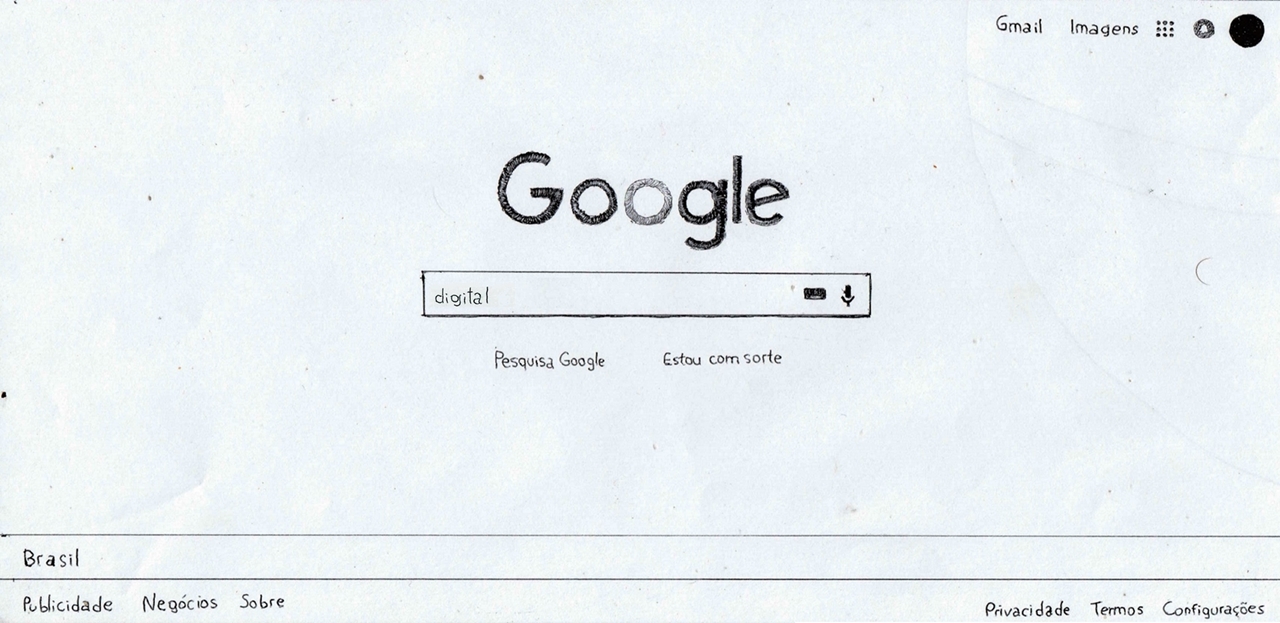 Gmail Imagens
Google
digital
Pesquisa Google Estou com sorte
Brasil
Publicidade Negócios Sobre Privacidade Termos Configurações